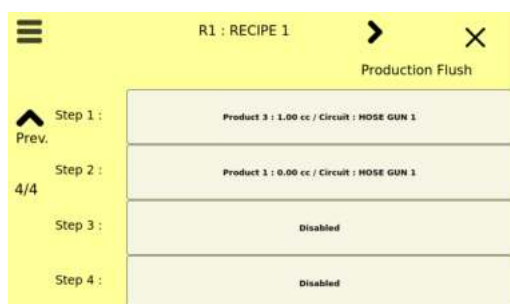 R1 : RECIPE 1
Production Flush
Step 1 : Product 3 : 1.00 cc / Circuit : HOSE GUN 1
Prev.
Step 2 : Product 1 : 0.00 cc / Circuit : HOSE GUN 1
4/4
Step 3 : Disabled
Step 4 : Disabled